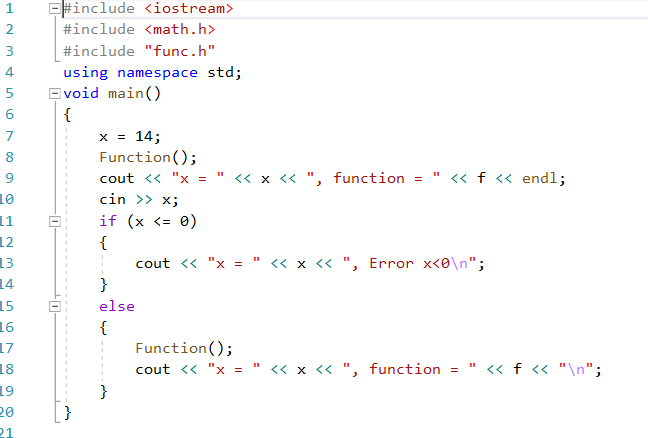 1 #include <iostream>
2 #include <math.h>
3 #include "func.h"
4 using namespace std;
5 void main()
6 {
7 x = 14;
8 Function();
9 cout << "x = " << x << ", function = " << f << endl;
10 cin >> x;
11 if (x <= 0)
12 {
13 cout << "x = " << x << ", Error x<0\n";
14 }
15 else
16 {
17 Function();
18 cout << "x = " << x << ", function = " << f << "\n";
19 }
20 }
21